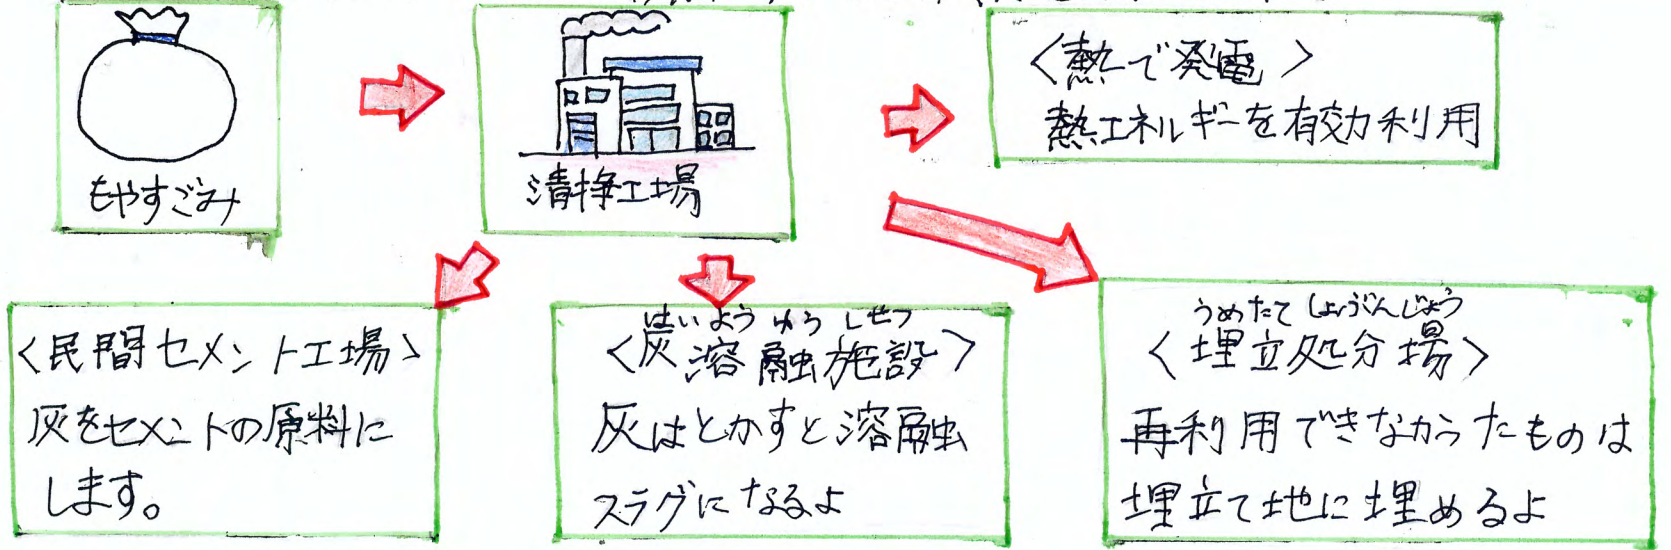 もやすごみ
清掃工場
<熱で発電>
熱エネルギーを有効利用
<民間セメント工場>
灰をセメントの原料に
します。
はいようゆうしせつ
<灰溶融施設>
灰はとかすと溶融
スラグになるよ
うめたてしょぶんじょう
<埋立処分場>
再利用できなかったものは
埋立て地に埋めるよ